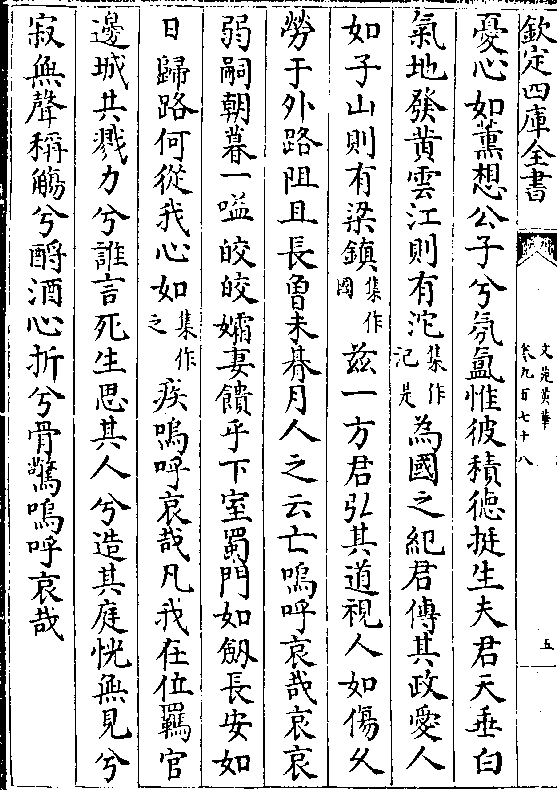 欽定四庫全書
文苑英華
卷九百七十八
五
憂心如薰想公子兮氛氳惟彼積德挺生夫君天垂白
氣地發黄雲江則有沱集作汜是為國之紀君傳其政愛人
如子山則有梁鎮集作國兹一方君弘其道視人如傷久
勞于外路阻且長曾未朞月人之云亡嗚呼哀哉哀哀
弱嗣朝暮一嗌皎皎孀妻饋乎下室蜀門如劔長安如
日歸路何從我心如集作之疾嗚呼哀哉凡我在位羈官
邊城共戮力兮誰言死生思其人兮造其庭恍無見兮
寂無聲稱觴兮酹酒心折兮骨驚嗚呼哀哉